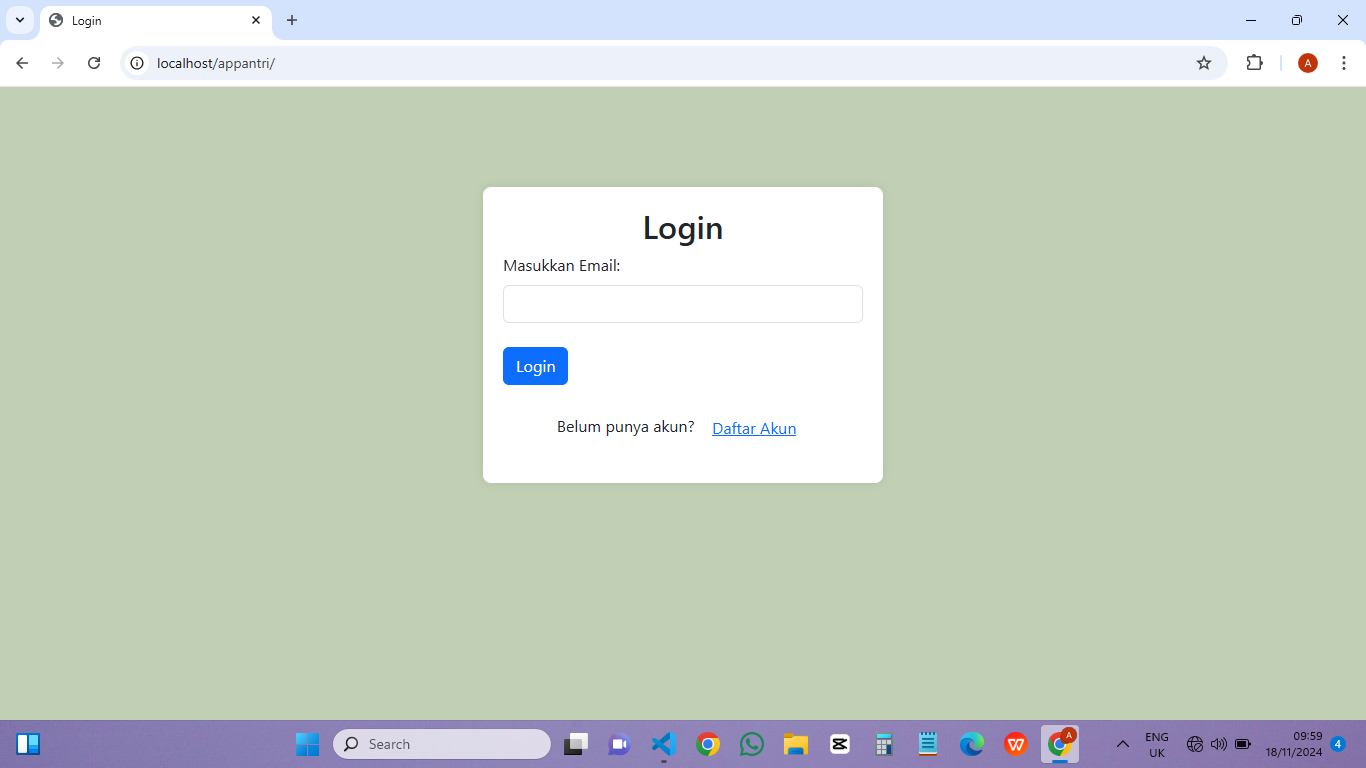 Login
localhost/appantri/
A
Login
Masukkan Email:
Login
Belum punya akun? Daftar Akun
Search
A
ENG
UK
09:59
18/11/2024
4